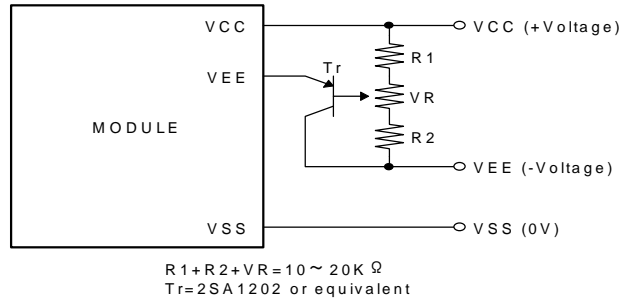 VCC
VCC (+Voltage)
R1
Tr
VEE
VR
MODULE
R2
VEE (-Voltage)
VSS
VSS (0V)
R1+R2+VR=10~20K Ω
Tr=2SA1202 or equivalent